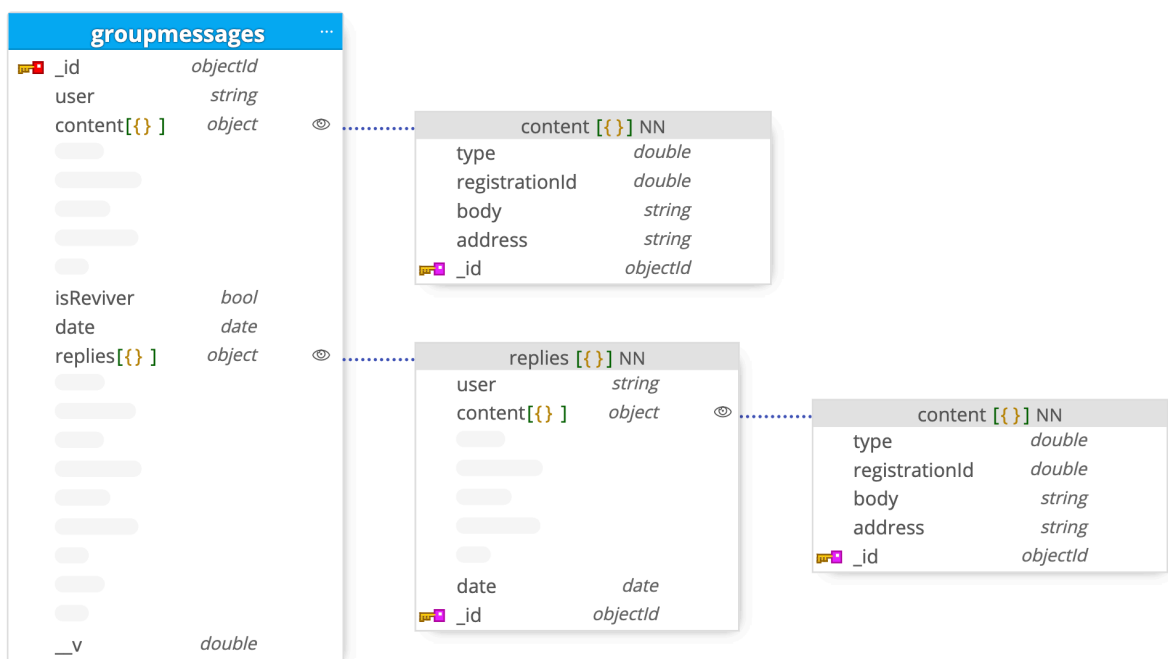 groupmessages ...
_id objectId
user string
content[{} ] object
isReviver bool
date date
replies[{} ] object
__v double
content [{}] NN
type double
registrationId double
body string
address string
_id objectId
replies [{}] NN
user string
content[{} ] object
date date
_id objectId
content [{}] NN
type double
registrationId double
body string
address string
_id objectId